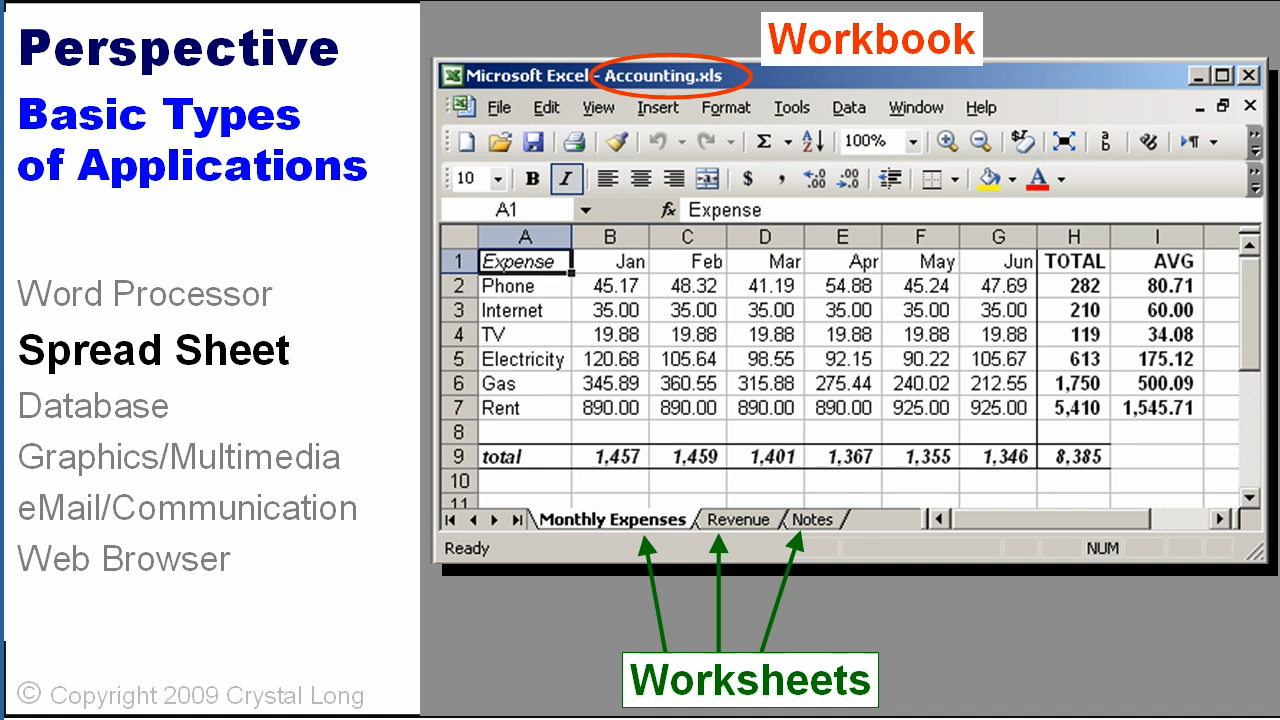 Perspective
Basic Types
of Applications
Word Processor
Spread Sheet
Database
Graphics/Multimedia
eMail/Communication
Web Browser
© Copyright 2009 Crystal Long
Workbook
Microsoft Excel - Accounting.xls
File Edit View Insert Format Tools Data Window Help
100%
10 B I $ , A
A1 fx Expense
A B C D E F G H I
1 Expense Jan Feb Mar Apr May Jun TOTAL AVG
2 Phone 45.17 48.32 41.19 54.88 45.24 47.69 282 80.71
3 Internet 35.00 35.00 35.00 35.00 35.00 35.00 210 60.00
4 TV 19.88 19.88 19.88 19.88 19.88 19.88 119 34.08
5 Electricity 120.68 105.64 98.55 92.15 90.22 105.67 613 175.12
6 Gas 345.89 360.55 315.88 275.44 240.02 212.55 1,750 500.09
7 Rent 890.00 890.00 890.00 890.00 925.00 925.00 5,410 1,545.71
8
9 total 1,457 1,459 1,401 1,367 1,355 1,346 8,385
10
11
Monthly Expenses Revenue Notes
Ready NUM
Worksheets